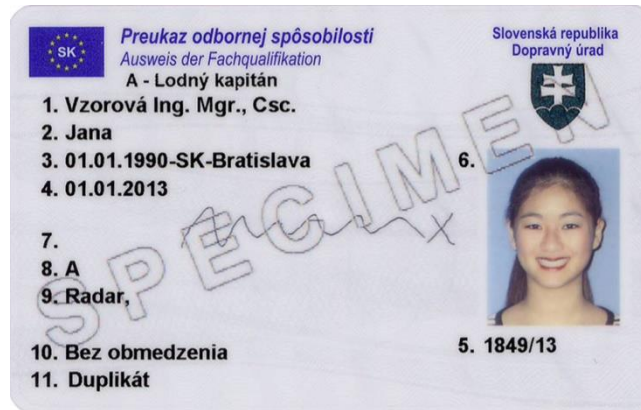 SK
Preukaz odbornej spôsobilosti
Ausweis der Fachqualifikation
A - Lodný kapitán
Slovenská republika
Dopravný úrad
1. Vzorová Ing. Mgr., Csc.
2. Jana
3. 01.01.1990-SK-Bratislava
4. 01.01.2013
6.
7.
8. A
9. Radar,
5. 1849/13
10. Bez obmedzenia
11. Duplikát
SPECIMEN